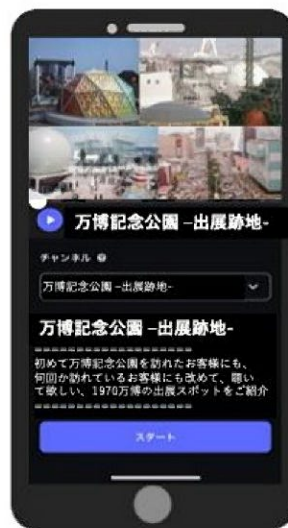 万博記念公園 –出展跡地-
チャンネル
万博記念公園 –出展跡地-
万博記念公園 –出展跡地-
==================
初めて万博記念公園を訪れたお客様にも、
何回か訪れているお客様にも改めて、聴い
て欲しい、1970万博の出展スポットをご紹介
==================
スタート